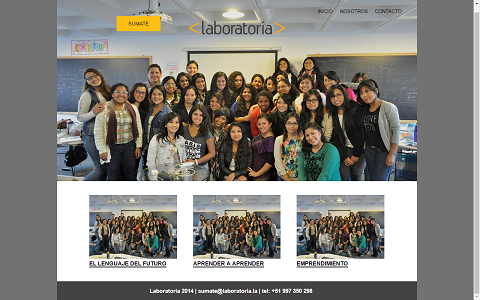 SUMATE
<laboratoria>
INICIO NOSOTROS CONTACTO
EL LENGUAJE DEL FUTURO
APRENDER A APRENDER
EMPRENDIMIENTO
Laboratoria 2014 | sumate@laboratoria.la | tel: +51 997 350 298